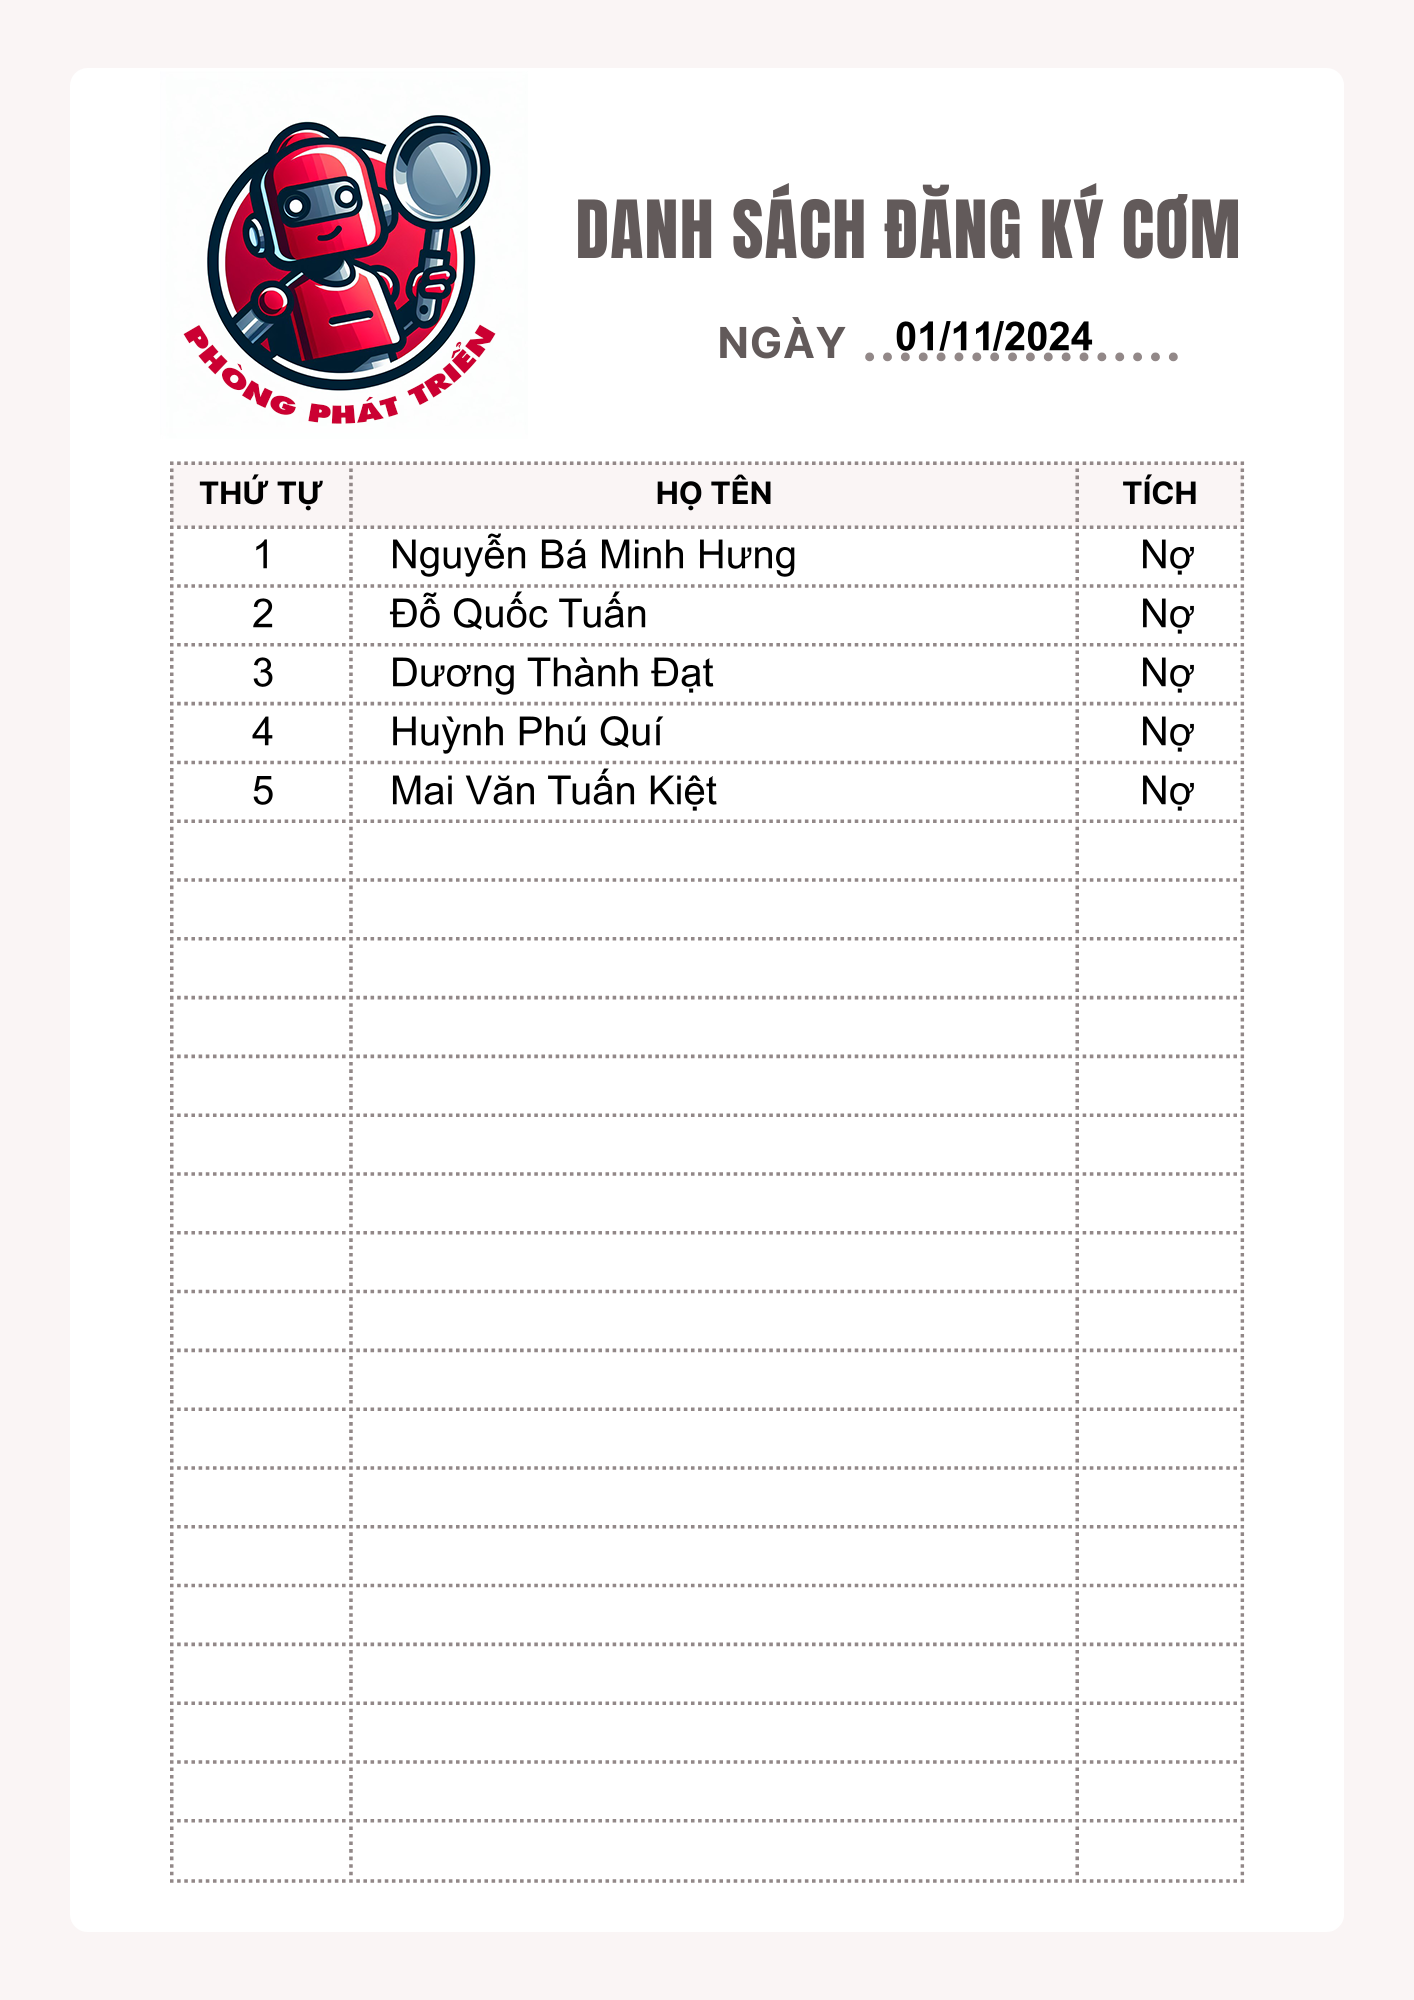 PHÒNG PHÁT TRIỂN
DANH SÁCH ĐĂNG KÝ CƠM
NGÀY 01/11/2024
THỨ TỰ HỌ TÊN TÍCH
1 Nguyễn Bá Minh Hưng Nợ
2 Đỗ Quốc Tuấn Nợ
3 Dương Thành Đạt Nợ
4 Huỳnh Phú Quí Nợ
5 Mai Văn Tuấn Kiệt Nợ